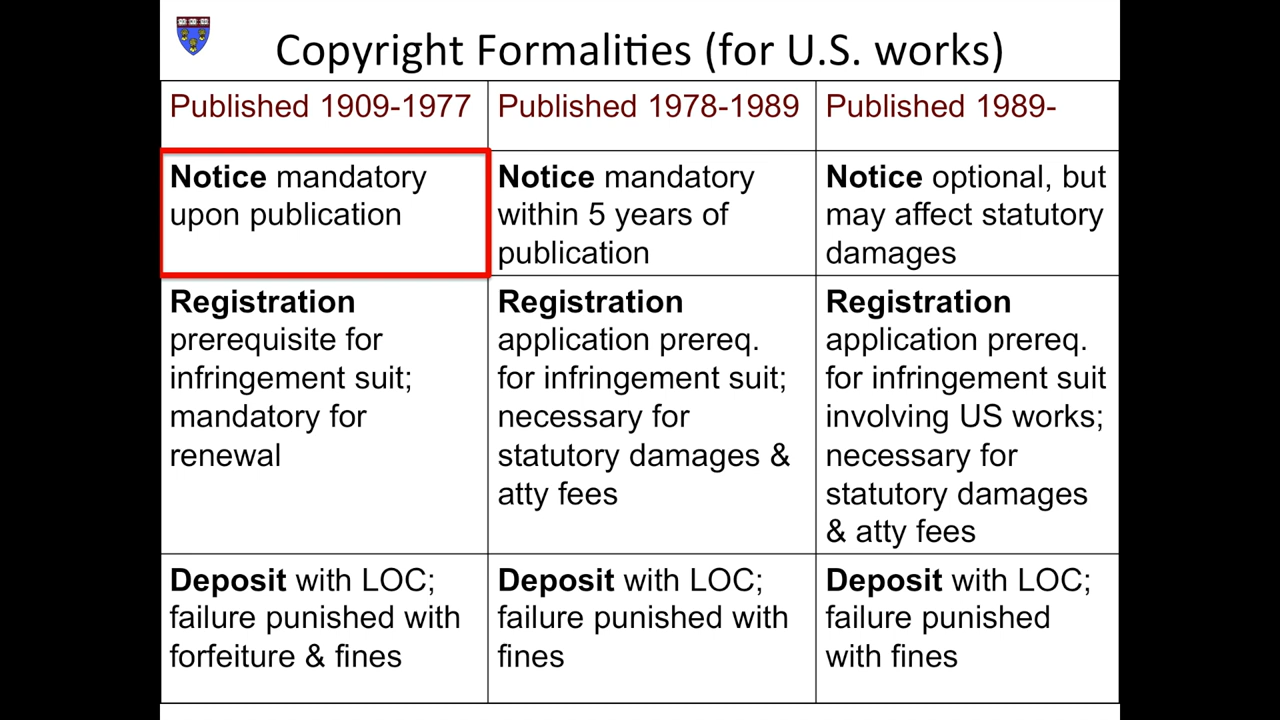 Copyright Formalities (for U.S. works)
Published 1909-1977
Published 1978-1989
Published 1989-
Notice mandatory
upon publication
Notice mandatory
within 5 years of
publication
Notice optional, but
may affect statutory
damages
Registration
prerequisite for
infringement suit;
mandatory for
renewal
Registration
application prereq.
for infringement suit;
necessary for
statutory damages &
atty fees
Registration
application prereq.
for infringement suit
involving US works;
necessary for
statutory damages
& atty fees
Deposit with LOC;
failure punished with
forfeiture & fines
Deposit with LOC;
failure punished with
fines
Deposit with LOC;
failure punished
with fines